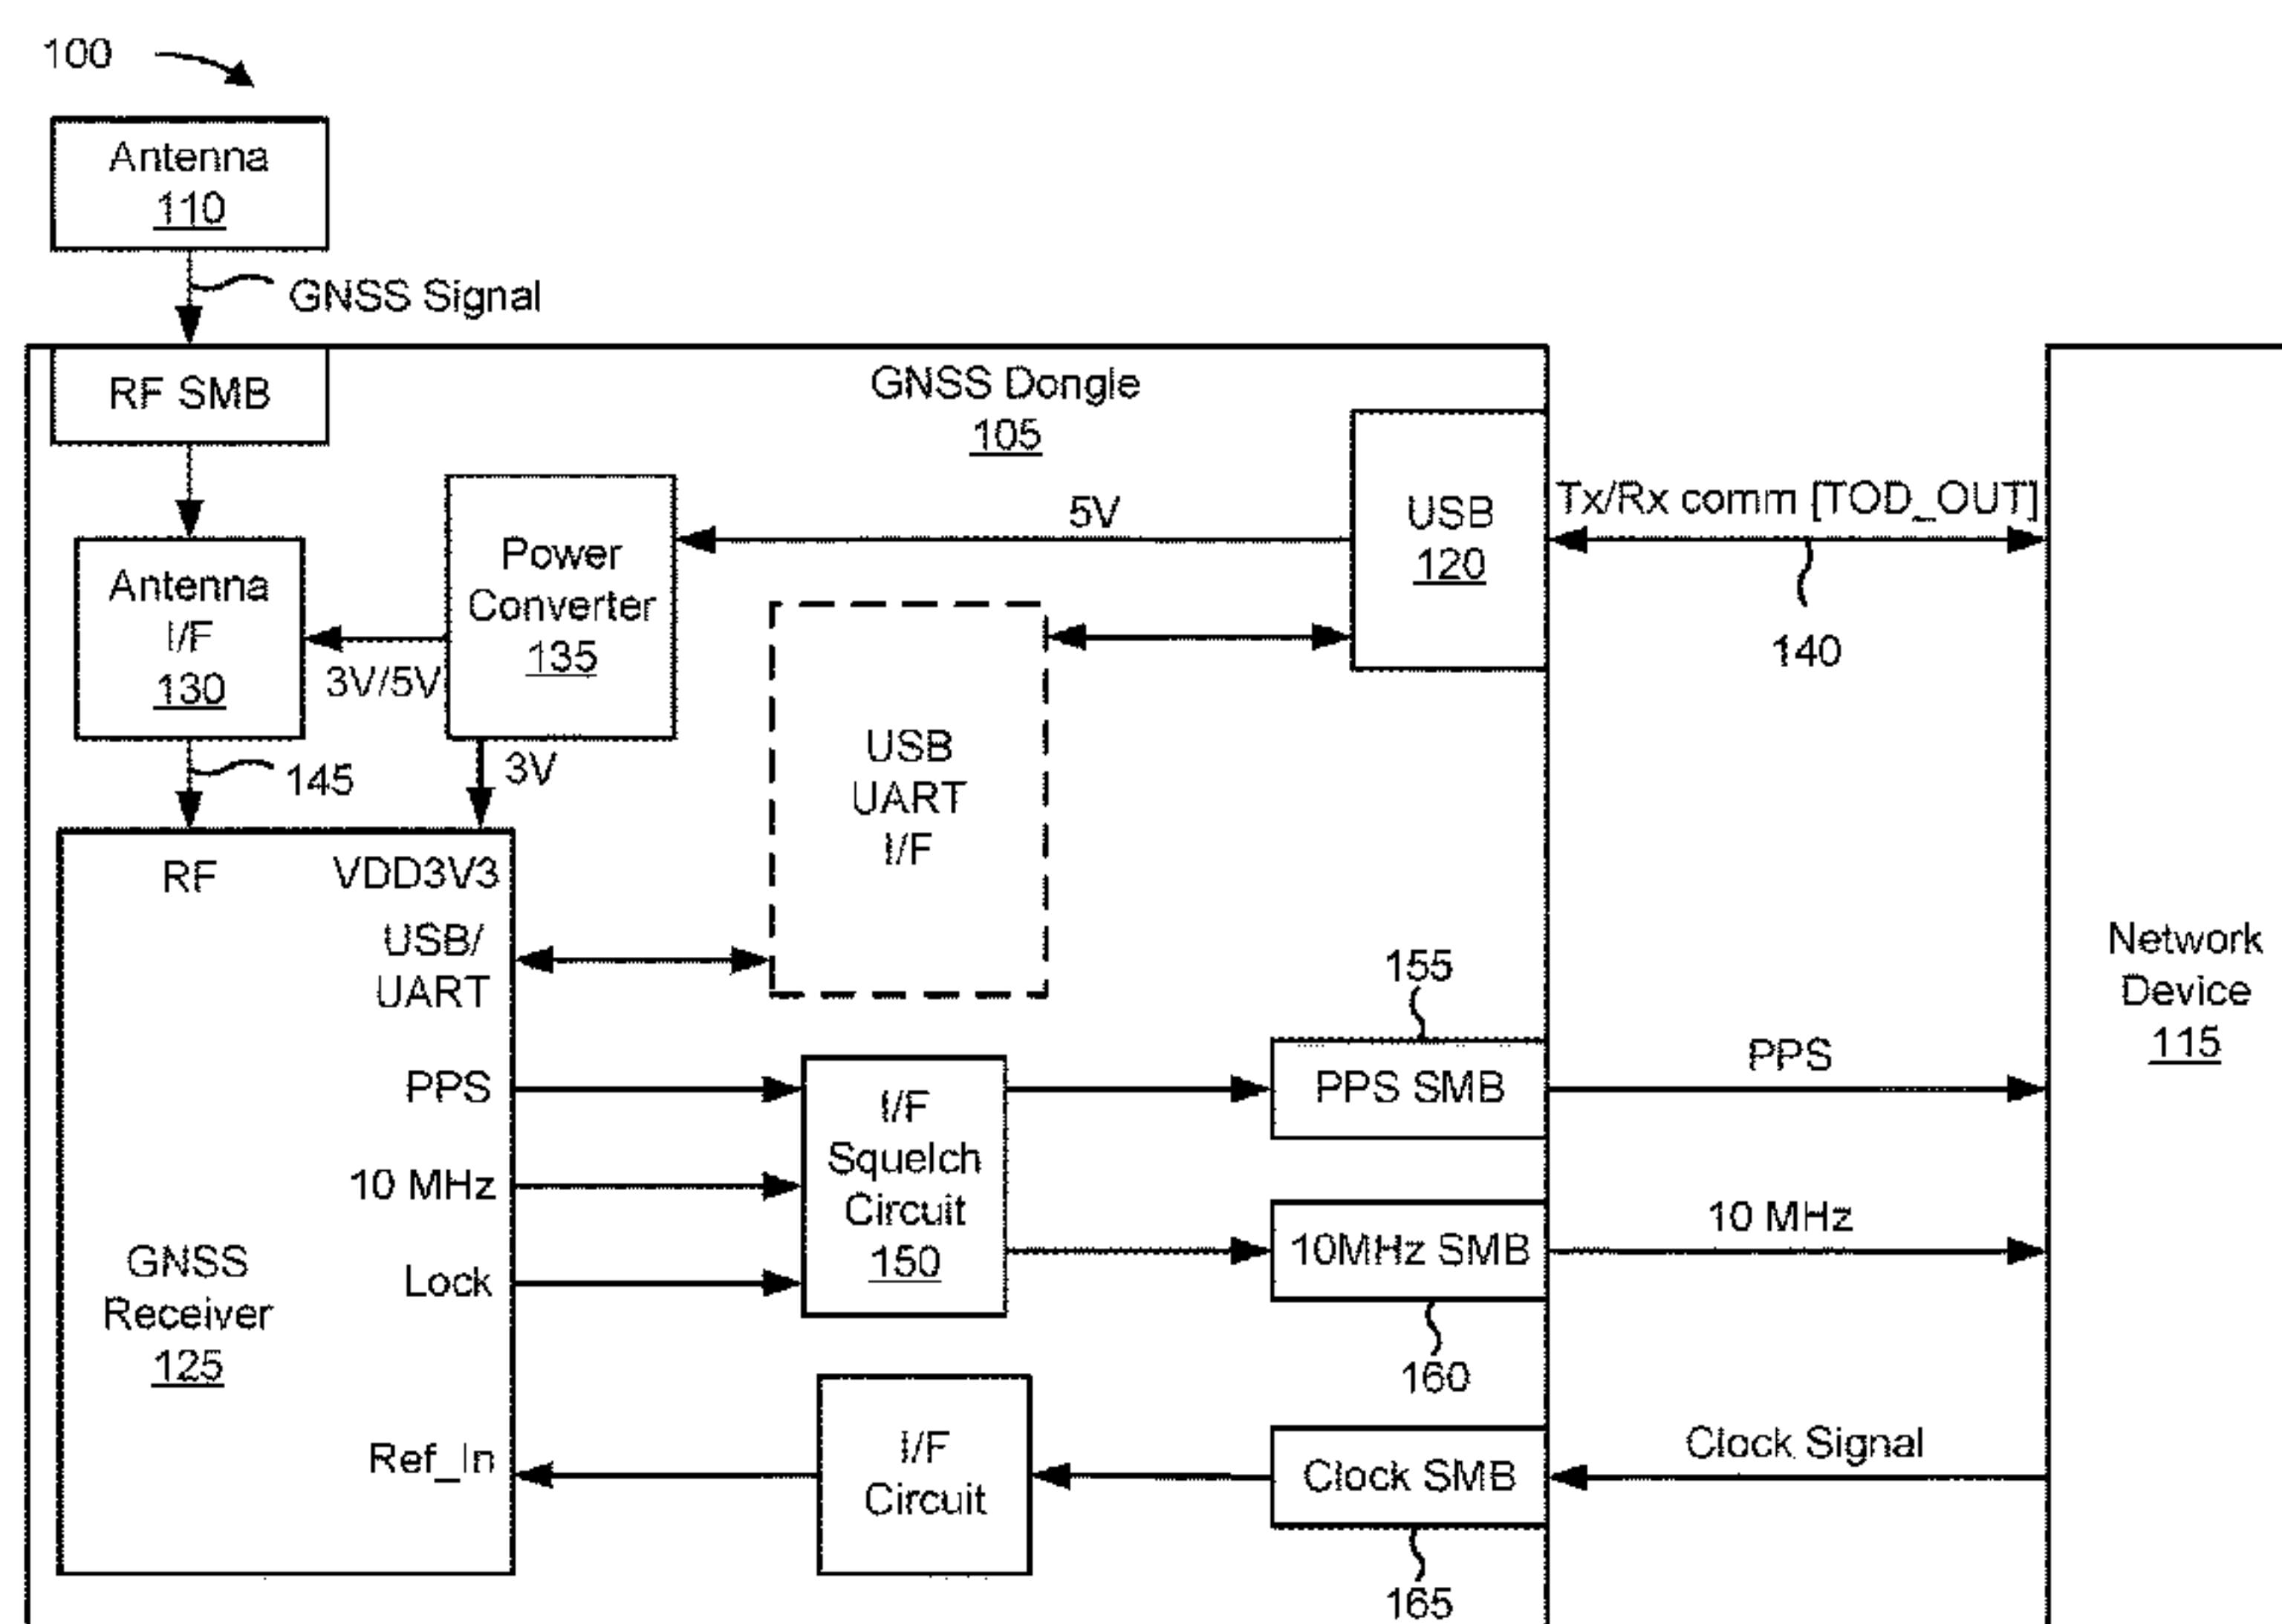 100
Antenna
110
GNSS Signal
RF SMB
GNSS Dongle
105
Antenna
I/F
130
Power
Converter
135
5V
3V/5V
3V
USB
120
Tx/Rx comm [TOD_OUT]
140
145
USB
UART
I/F
RF
VDD3V3
USB/
UART
PPS
10 MHz
Lock
Ref_In
GNSS
Receiver
125
I/F
Squelch
Circuit
150
155
PPS SMB
PPS
10MHz SMB
10 MHz
160
I/F
Circuit
Clock SMB
Clock Signal
165
Network
Device
115